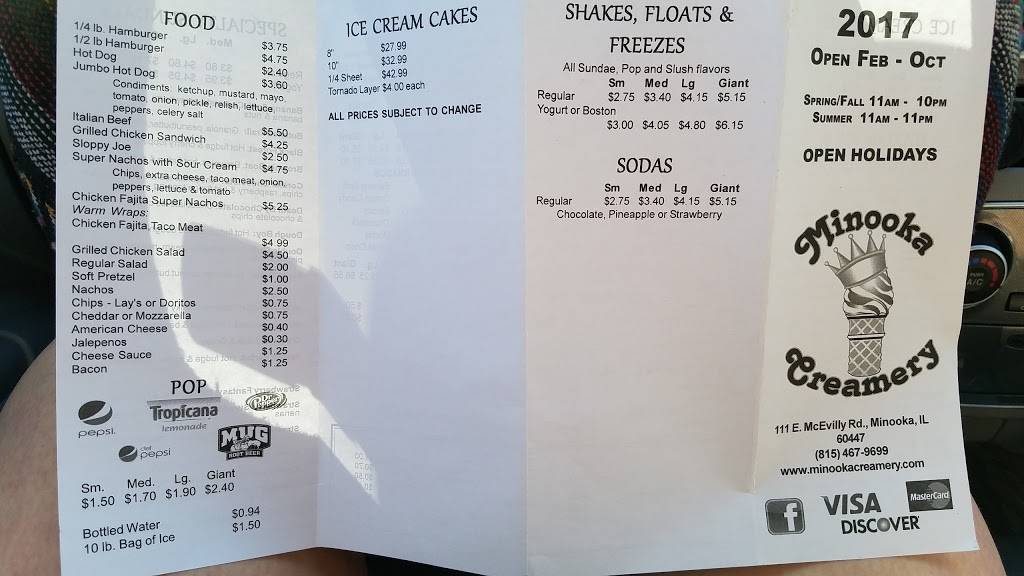 FOOD
1/4 lb. Hamburger $3.75
1/2 lb Hamburger $4.75
Hot Dog $2.40
Jumbo Hot Dog $3.60
Condiments: ketchup, mustard, mayo,
tomato, onion, pickle, relish, lettuce,
peppers, celery salt
Italian Beef $5.50
Grilled Chicken Sandwich $4.25
Sloppy Joe $2.50
Super Nachos with Sour Cream $4.75
Chips, extra cheese, taco meat, onion,
peppers, lettuce & tomato
Chicken Fajita Super Nachos $5.25
Warm Wraps:
Chicken Fajita, Taco Meat $4.99
Grilled Chicken Salad $4.50
Regular Salad $2.00
Soft Pretzel $1.00
Nachos $2.50
Chips - Lay's or Doritos $0.75
Cheddar or Mozzarella $0.75
American Cheese $0.40
Jalepenos $0.30
Cheese Sauce $1.25
Bacon $1.25
POP
pepsi.
Tropicana
lemonade
Dr Pepper
diet
pepsi
MUG
ROOT BEER
Sm. Med. Lg. Giant
$1.50 $1.70 $1.90 $2.40
Bottled Water $0.94
10 lb. Bag of Ice $1.50
ICE CREAM CAKES
8" $27.99
10" $32.99
1/4 Sheet $42.99
Tornado Layer $4.00 each
ALL PRICES SUBJECT TO CHANGE
SHAKES, FLOATS &
FREEZES
All Sundae, Pop and Slush flavors
Sm Med Lg Giant
Regular $2.75 $3.40 $4.15 $5.15
Yogurt or Boston
$3.00 $4.05 $4.80 $6.15
SODAS
Sm Med Lg Giant
Regular $2.75 $3.40 $4.15 $5.15
Chocolate, Pineapple or Strawberry
2017
OPEN FEB - OCT
SPRING/FALL 11AM - 10PM
SUMMER 11AM - 11PM
OPEN HOLIDAYS
Minooka
Creamery
111 E. McEvilly Rd., Minooka, IL
60447
(815) 467-9699
www.minookacreamery.com
f
VISA
MasterCard
DISCOVER
PUSH
A/C